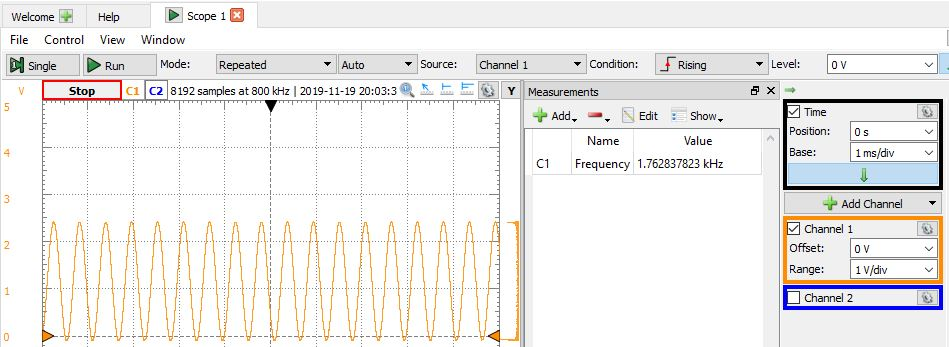 Welcome Help Scope 1
File Control View Window
Single Run Mode: Repeated Auto Source: Channel 1 Condition: Rising Level: 0 V
V Stop C1 C2 8192 samples at 800 kHz | 2019-11-19 20:03:3 Y
5
4
3
2
1
0
Measurements
Add Edit Show
Name Value
C1 Frequency 1.762837823 kHz
Time
Position: 0 s
Base: 1 ms/div
Add Channel
Channel 1
Offset: 0 V
Range: 1 V/div
Channel 2